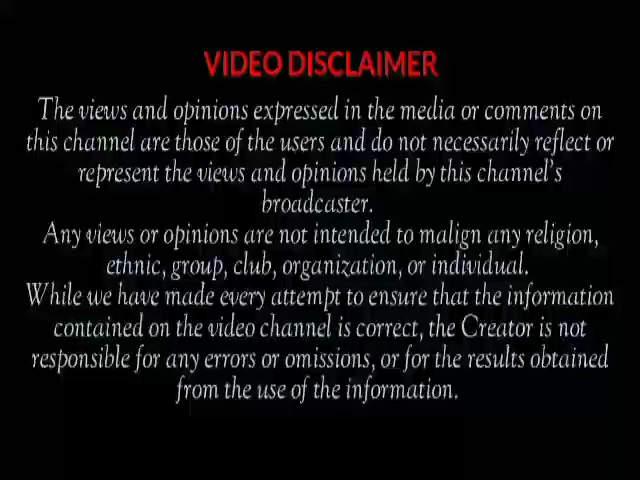 VIDEO DISCLAIMER
The views and opinions expressed in the media or comments on
this channel are those of the users and do not necessarily reflect or
represent the views and opinions held by this channel's
broadcaster.
Any views or opinions are not intended to malign any religion,
ethnic, group, club, organization, or individual.
While we have made every attempt to ensure that the information
contained on the video channel is correct, the Creator is not
responsible for any errors or omissions, or for the results obtained
from the use of the information.